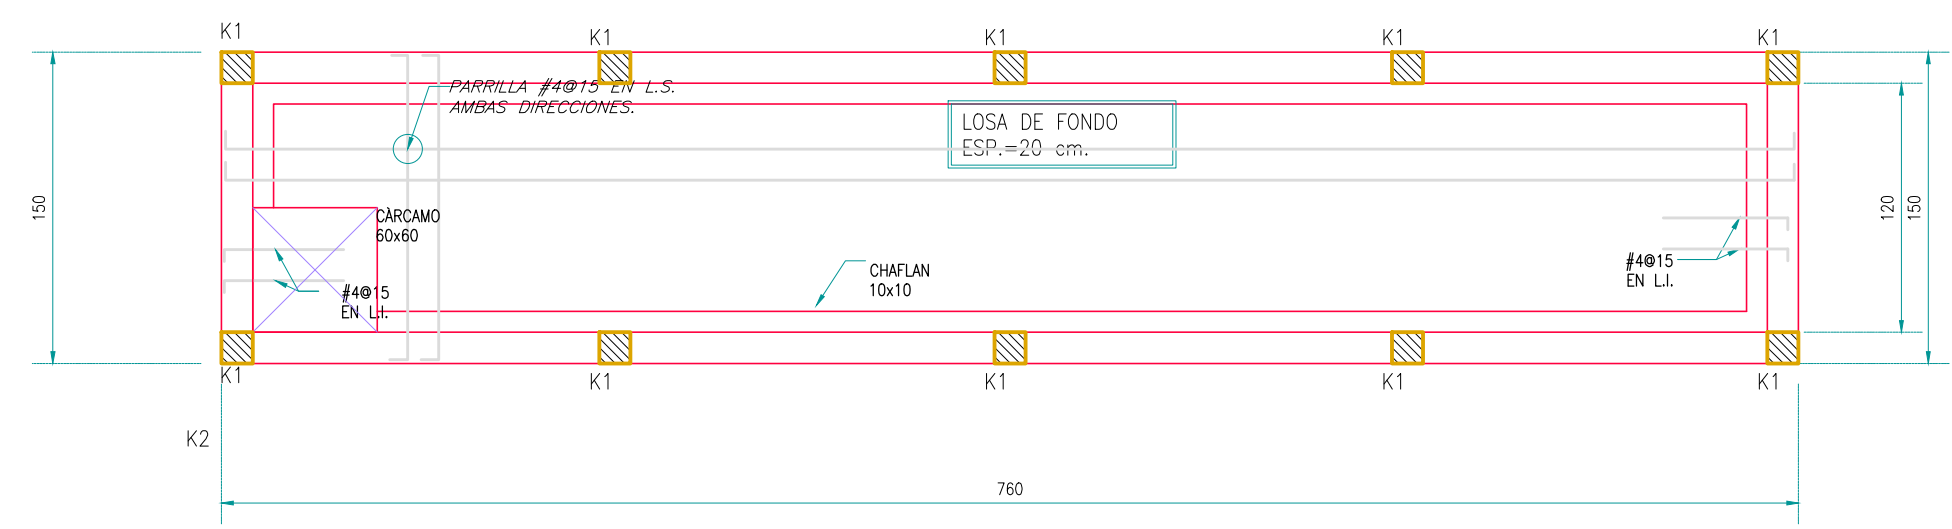 K1
K1
K1
K1
K1
PARRILLA #4@15 EN L.S.
AMBAS DIRECCIONES.
LOSA DE FONDO
ESP.=20 cm.
150
120
150
CÀRCAMO
60x60
#4@15
EN L.I.
CHAFLAN
10x10
#4@15
EN L.I.
K1
K1
K1
K1
K1
K2
760